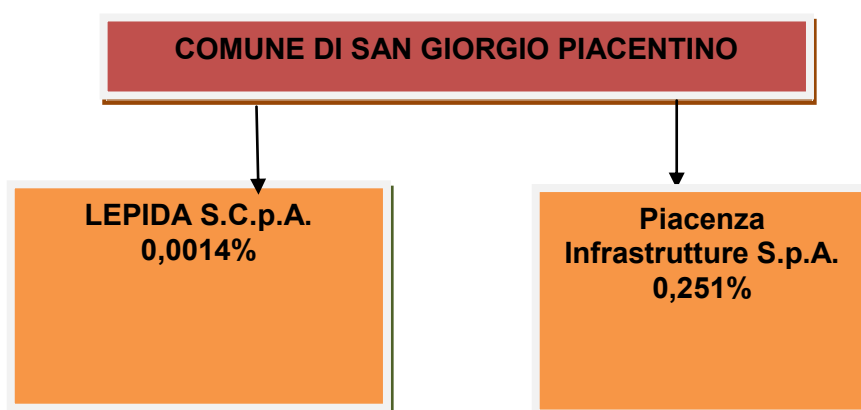 COMUNE DI SAN GIORGIO PIACENTINO
LEPIDA S.C.p.A.
0,0014%
Piacenza
Infrastrutture S.p.A.
0,251%